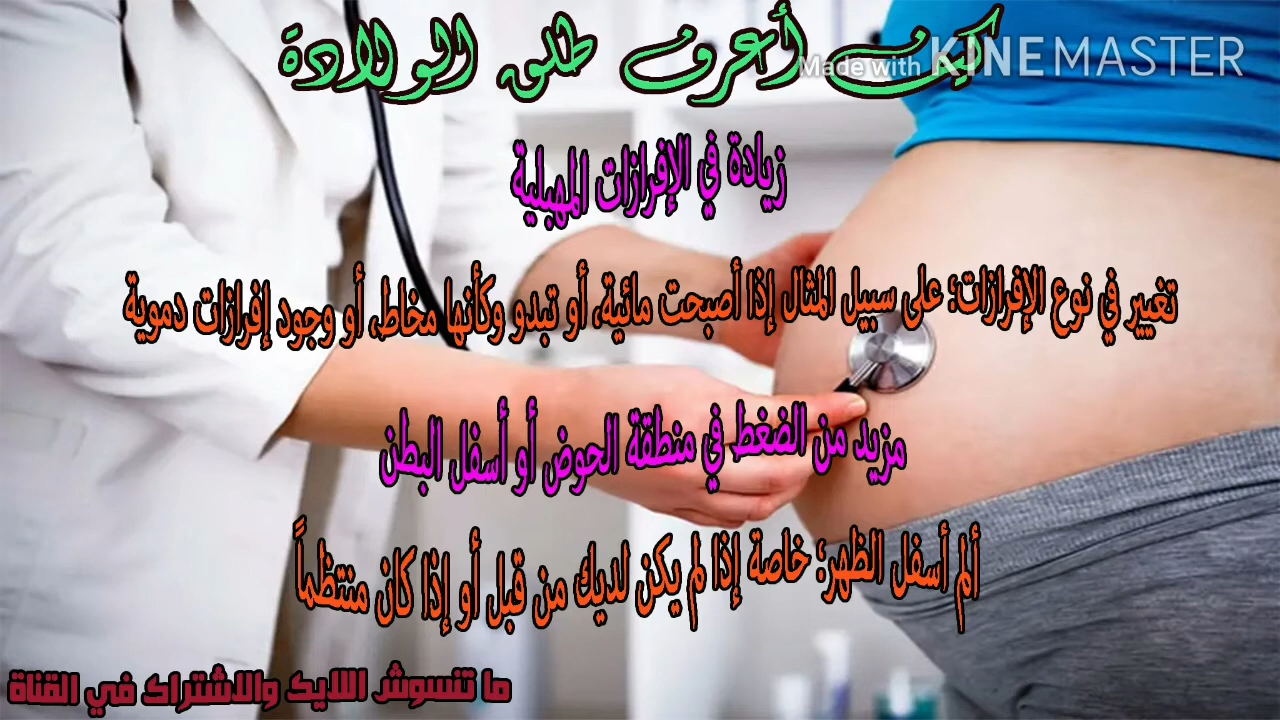 كيف أعرف طلق الولادة
Made with KINEMASTER
زيادة في الإفرازات المهبلية
تغيير في نوع الإفرازات؛ على سبيل المثال إذا أصبحت مائية، أو تبدو وكأنها مخاط، أو وجود إفرازات دموية
مزيد من الضغط في منطقة الحوض أو أسفل البطن
ألم أسفل الظهر؛ خاصة إذا لم يكن لديك من قبل أو إذا كان منتظماً
ما تنسوش اللايك والاشتراك في القناة